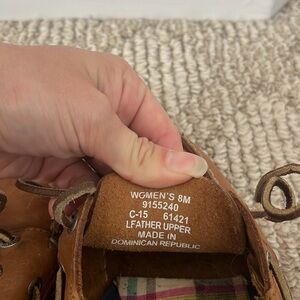 WOMEN'S 8M
9155240
C-15 61421
LEATHER UPPER
MADE IN
DOMINICAN REPUBLIC